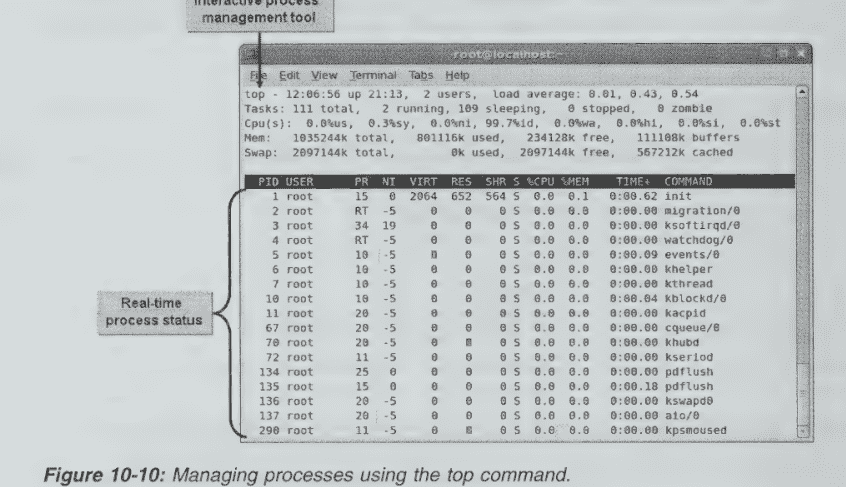 Interactive process
management tool
root@localhost:~
File Edit View Terminal Tabs Help
top - 12:06:56 up 21:13, 2 users, load average: 0.01, 0.43, 0.54
Tasks: 111 total, 2 running, 109 sleeping, 0 stopped, 0 zombie
Cpu(s): 0.0%us, 0.3%sy, 0.0%ni, 99.7%id, 0.0%wa, 0.0%hi, 0.0%si, 0.0%st
Mem: 1035244k total, 801116k used, 234128k free, 111108k buffers
Swap: 2097144k total, 0k used, 2097144k free, 567212k cached
PID USER PR NI VIRT RES SHR S %CPU %MEM TIME+ COMMAND
1 root 15 0 2064 652 564 S 0.0 0.1 0:00.62 init
2 root RT -5 0 0 0 S 0.0 0.0 0:00.00 migration/0
3 root 34 19 0 0 0 S 0.0 0.0 0:00.00 ksoftirqd/0
4 root RT -5 0 0 0 S 0.0 0.0 0:00.00 watchdog/0
5 root 10 -5 0 0 0 S 0.0 0.0 0:00.09 events/0
6 root 10 -5 0 0 0 S 0.0 0.0 0:00.00 khelper
7 root 10 -5 0 0 0 S 0.0 0.0 0:00.00 kthread
10 root 10 -5 0 0 0 S 0.0 0.0 0:00.04 kblockd/0
11 root 20 -5 0 0 0 S 0.0 0.0 0:00.00 kacpid
67 root 20 -5 0 0 0 S 0.0 0.0 0:00.00 cqueue/0
70 root 20 -5 0 0 0 S 0.0 0.0 0:00.00 khubd
72 root 11 -5 0 0 0 S 0.0 0.0 0:00.00 kseriod
134 root 25 0 0 0 0 S 0.0 0.0 0:00.00 pdflush
135 root 15 0 0 0 0 S 0.0 0.0 0:00.18 pdflush
136 root 20 -5 0 0 0 S 0.0 0.0 0:00.00 kswapd0
137 root 20 -5 0 0 0 S 0.0 0.0 0:00.00 aio/0
290 root 11 -5 0 0 0 S 0.0 0.0 0:00.00 kpsmoused
Real-time
process status
Figure 10-10: Managing processes using the top command.